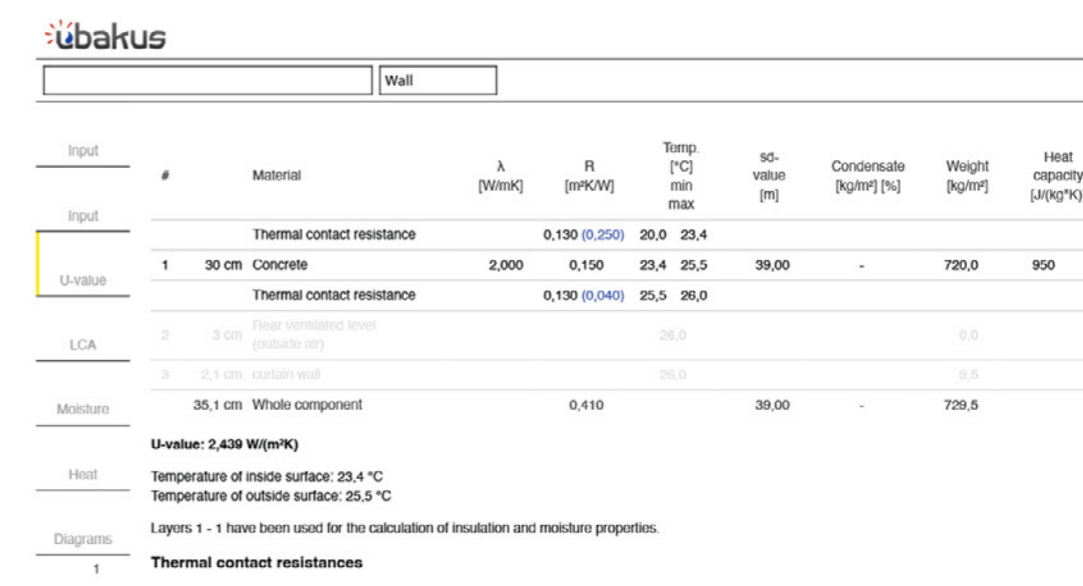 übakus
Wall
Input
Input
U-value
LCA
Moisture
Heat
Diagrams
1
# Material λ [W/mK] R [m²K/W] Temp. [°C] min max sd-value [m] Condensate [kg/m²] [%] Weight [kg/m²] Heat capacity [J/(kg*K)]
Thermal contact resistance 0,130 (0,250) 20,0 23,4
1 30 cm Concrete 2,000 0,150 23,4 25,5 39,00 - 720,0 950
Thermal contact resistance 0,130 (0,040) 25,5 26,0
2 3 cm Rear ventilated level (outside air) 26,0 0,0
3 2,1 cm curtain wall 26,0 9,5
35,1 cm Whole component 0,410 39,00 - 729,5
U-value: 2,439 W/(m²K)
Temperature of inside surface: 23,4 °C
Temperature of outside surface: 25,5 °C
Layers 1 - 1 have been used for the calculation of insulation and moisture properties.
Thermal contact resistances